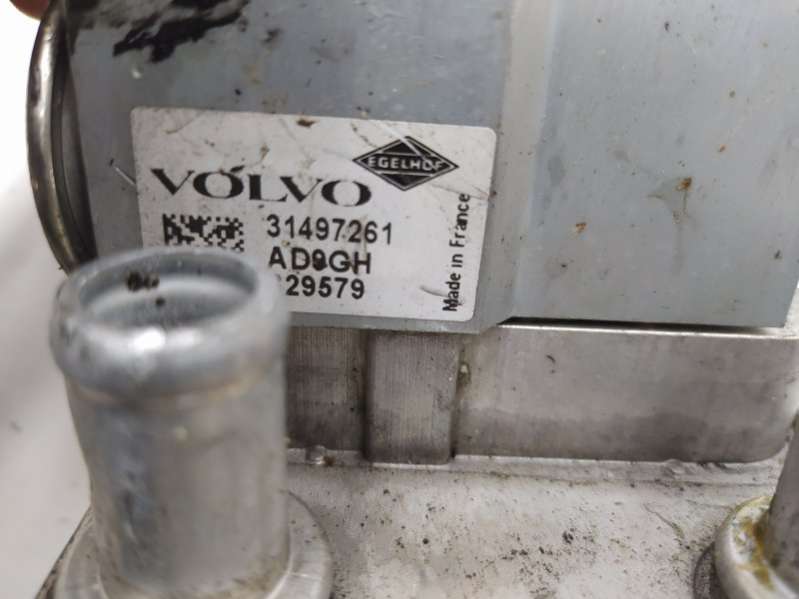 EGELHOF
VOLVO
31497261
AD9GH
29579
Made in France